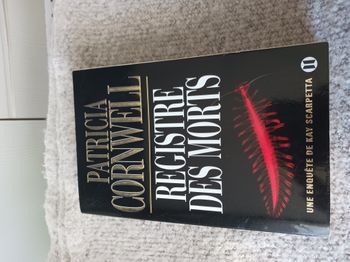 PATRICIA
CORNWELL
REGISTRE
DES MORTS
UNE ENQUÊTE DE KAY SCARPETTA